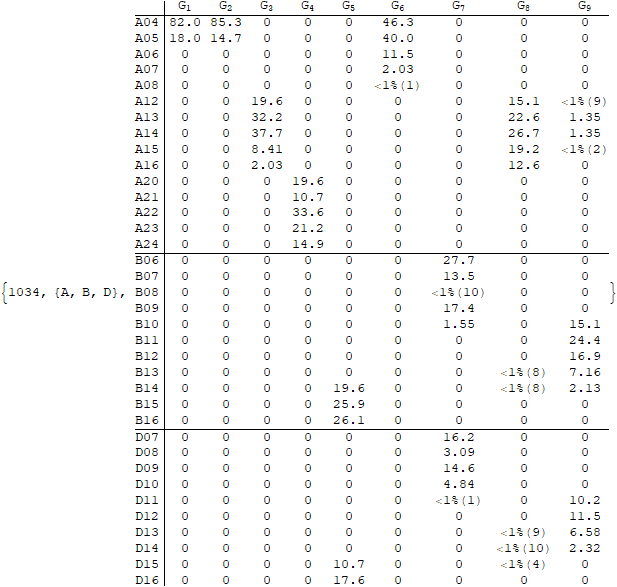 G₁ G₂ G₃ G₄ G₅ G₆ G₇ G₈ G₉
A04 82.0 85.3 0 0 0 46.3 0 0 0
A05 18.0 14.7 0 0 0 40.0 0 0 0
A06 0 0 0 0 0 11.5 0 0 0
A07 0 0 0 0 0 2.03 0 0 0
A08 0 0 0 0 0 <1%(1) 0 0 0
A12 0 0 19.6 0 0 0 0 15.1 <1%(9)
A13 0 0 32.2 0 0 0 0 22.6 1.35
A14 0 0 37.7 0 0 0 0 26.7 1.35
A15 0 0 8.41 0 0 0 0 19.2 <1%(2)
A16 0 0 2.03 0 0 0 0 12.6 0
A20 0 0 0 19.6 0 0 0 0 0
A21 0 0 0 10.7 0 0 0 0 0
A22 0 0 0 33.6 0 0 0 0 0
A23 0 0 0 21.2 0 0 0 0 0
A24 0 0 0 14.9 0 0 0 0 0
B06 0 0 0 0 0 0 27.7 0 0
B07 0 0 0 0 0 0 13.5 0 0
{1034, {A, B, D}, B08 0 0 0 0 0 0 <1%(10) 0 0 }
B09 0 0 0 0 0 0 17.4 0 0
B10 0 0 0 0 0 0 1.55 0 15.1
B11 0 0 0 0 0 0 0 0 24.4
B12 0 0 0 0 0 0 0 0 16.9
B13 0 0 0 0 0 0 0 <1%(8) 7.16
B14 0 0 0 0 19.6 0 0 <1%(8) 2.13
B15 0 0 0 0 25.9 0 0 0 0
B16 0 0 0 0 26.1 0 0 0 0
D07 0 0 0 0 0 0 16.2 0 0
D08 0 0 0 0 0 0 3.09 0 0
D09 0 0 0 0 0 0 14.6 0 0
D10 0 0 0 0 0 0 4.84 0 0
D11 0 0 0 0 0 0 <1%(1) 0 10.2
D12 0 0 0 0 0 0 0 0 11.5
D13 0 0 0 0 0 0 0 <1%(9) 6.58
D14 0 0 0 0 0 0 0 <1%(10) 2.32
D15 0 0 0 0 10.7 0 0 <1%(4) 0
D16 0 0 0 0 17.6 0 0 0 0